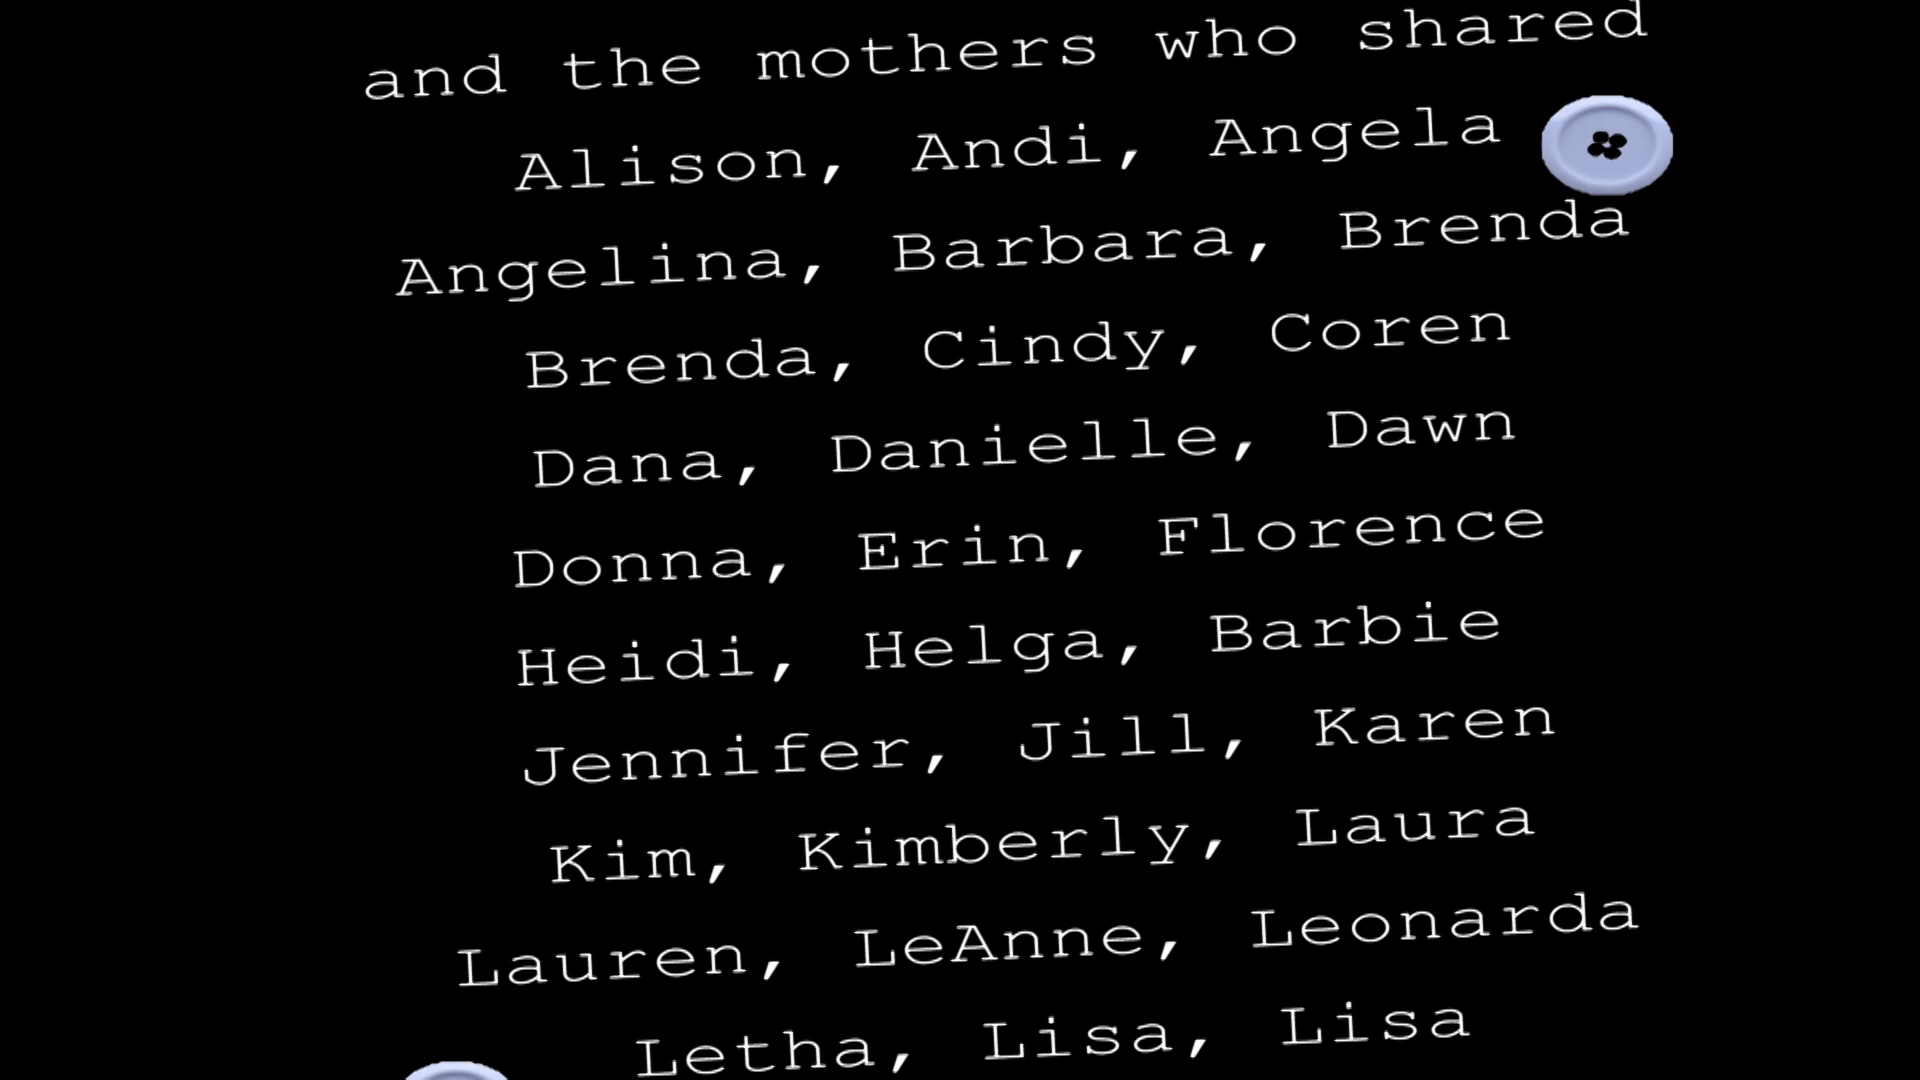 and the mothers who shared
Alison, Andi, Angela
Angelina, Barbara, Brenda
Brenda, Cindy, Coren
Dana, Danielle, Dawn
Donna, Erin, Florence
Heidi, Helga, Barbie
Jennifer, Jill, Karen
Kim, Kimberly, Laura
Lauren, LeAnne, Leonarda
Letha, Lisa, Lisa